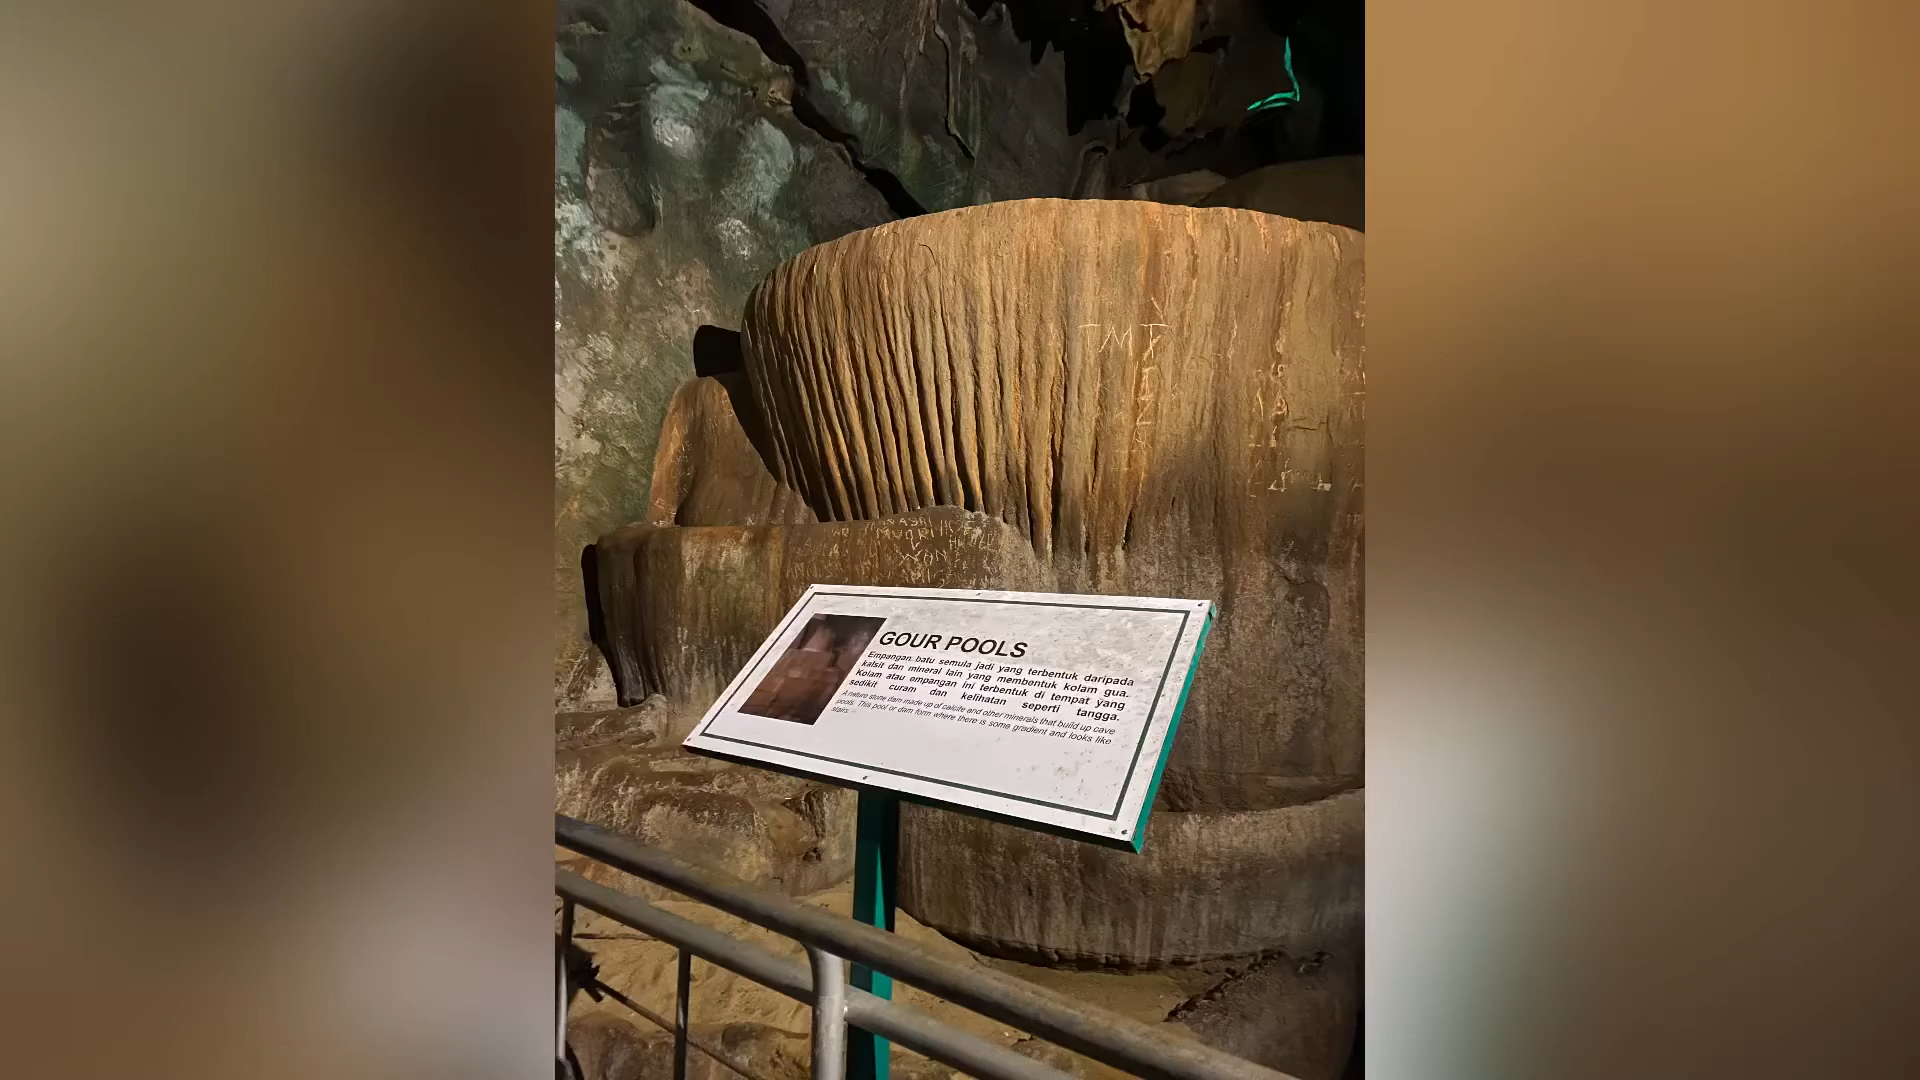 TMF
GOUR POOLS
Empangan batu semula jadi yang terbentuk daripada
kalsit dan mineral lain yang membentuk kolam gua.
Kolam atau empangan ini terbentuk di tempat yang
sedikit curam dan kelihatan seperti tangga.
A nature stone dam made up of calcite and other minerals that build up cave
pools. This pool or dam form where there is some gradient and looks like
stairs.